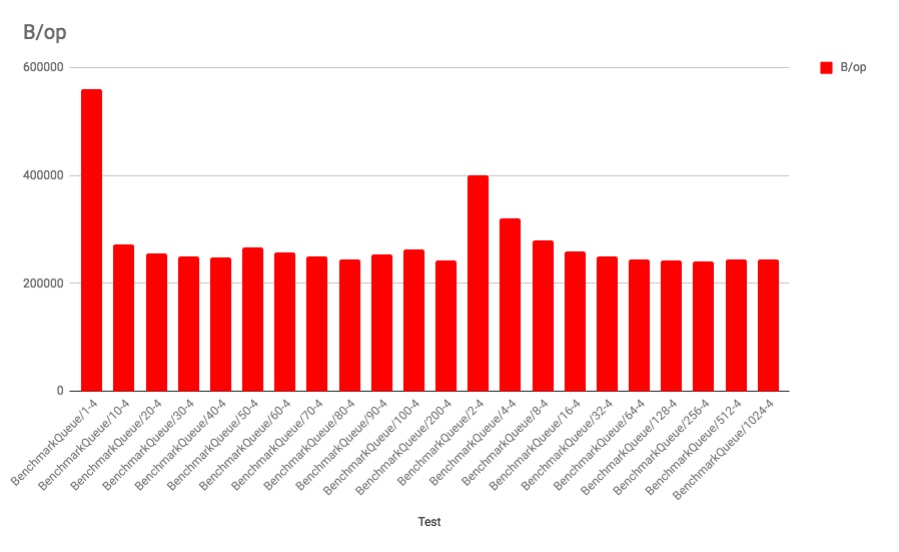 B/op
600000
400000
200000
0
B/op
BenchmarkQueue/1-4
BenchmarkQueue/10-4
BenchmarkQueue/20-4
BenchmarkQueue/30-4
BenchmarkQueue/40-4
BenchmarkQueue/50-4
BenchmarkQueue/60-4
BenchmarkQueue/70-4
BenchmarkQueue/80-4
BenchmarkQueue/90-4
BenchmarkQueue/100-4
BenchmarkQueue/200-4
BenchmarkQueue/2-4
BenchmarkQueue/4-4
BenchmarkQueue/8-4
BenchmarkQueue/16-4
BenchmarkQueue/32-4
BenchmarkQueue/64-4
BenchmarkQueue/128-4
BenchmarkQueue/256-4
BenchmarkQueue/512-4
BenchmarkQueue/1024-4
Test